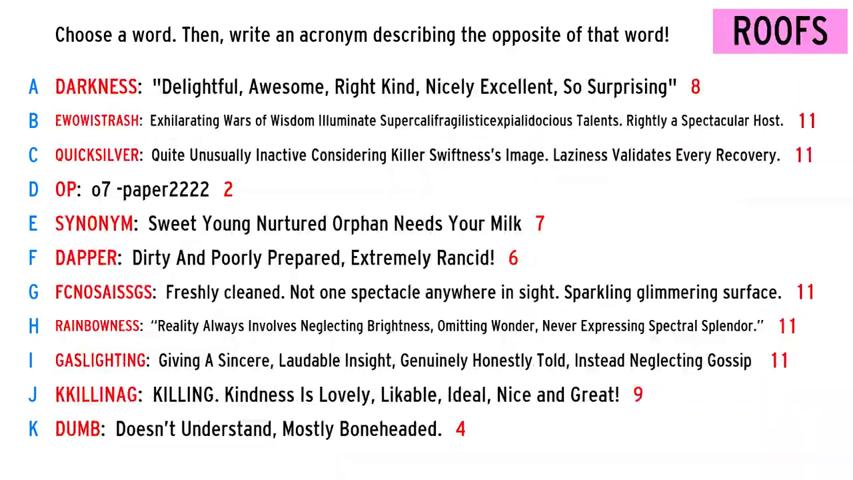 Choose a word. Then, write an acronym describing the opposite of that word!
ROOFS
A DARKNESS: "Delightful, Awesome, Right Kind, Nicely Excellent, So Surprising" 8
B EWOWISTRASH: Exhilarating Wars of Wisdom Illuminate Supercalifragilisticexpialidocious Talents. Rightly a Spectacular Host. 11
C QUICKSILVER: Quite Unusually Inactive Considering Killer Swiftness's Image. Laziness Validates Every Recovery. 11
D OP: o7 -paper2222 2
E SYNONYM: Sweet Young Nurtured Orphan Needs Your Milk 7
F DAPPER: Dirty And Poorly Prepared, Extremely Rancid! 6
G FCNOSAISSGS: Freshly cleaned. Not one spectacle anywhere in sight. Sparkling glimmering surface. 11
H RAINBOWNESS: “Reality Always Involves Neglecting Brightness, Omitting Wonder, Never Expressing Spectral Splendor.” 11
I GASLIGHTING: Giving A Sincere, Laudable Insight, Genuinely Honestly Told, Instead Neglecting Gossip 11
J KKILLINAG: KILLING. Kindness Is Lovely, Likable, Ideal, Nice and Great! 9
K DUMB: Doesn't Understand, Mostly Boneheaded. 4